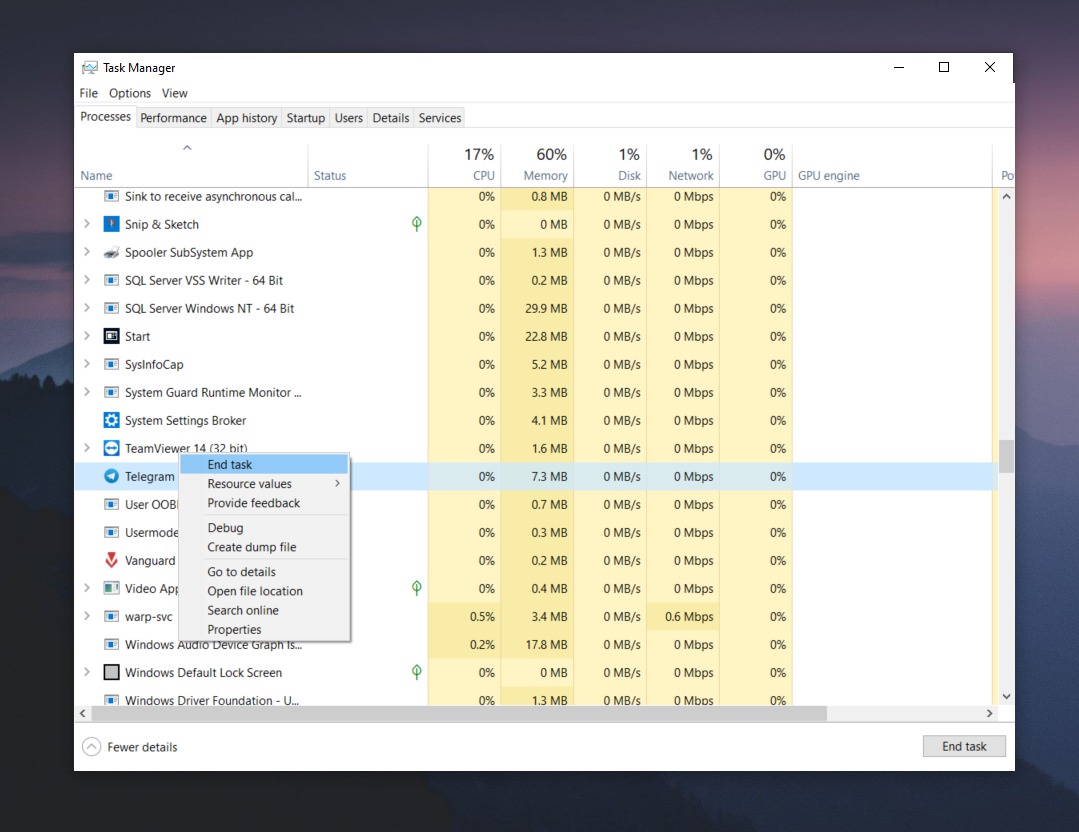 Task Manager
File Options View
Processes Performance App history Startup Users Details Services
17% 60% 1% 1% 0%
Name Status CPU Memory Disk Network GPU GPU engine Po
Sink to receive asynchronous cal... 0% 0.8 MB 0 MB/s 0 Mbps 0%
Snip & Sketch 0% 0 MB 0 MB/s 0 Mbps 0%
Spooler SubSystem App 0% 1.3 MB 0 MB/s 0 Mbps 0%
SQL Server VSS Writer - 64 Bit 0% 0.2 MB 0 MB/s 0 Mbps 0%
SQL Server Windows NT - 64 Bit 0% 29.9 MB 0 MB/s 0 Mbps 0%
Start 0% 22.8 MB 0 MB/s 0 Mbps 0%
SysInfoCap 0% 5.2 MB 0 MB/s 0 Mbps 0%
System Guard Runtime Monitor ... 0% 3.3 MB 0 MB/s 0 Mbps 0%
System Settings Broker 0% 4.1 MB 0 MB/s 0 Mbps 0%
TeamViewer 14 (32 bit) 0% 1.6 MB 0 MB/s 0 Mbps 0%
Telegram 0% 7.3 MB 0 MB/s 0 Mbps 0%
User OOB 0% 0.7 MB 0 MB/s 0 Mbps 0%
Usermode 0% 0.3 MB 0 MB/s 0 Mbps 0%
Vanguard 0% 0.2 MB 0 MB/s 0 Mbps 0%
Video App 0% 0.4 MB 0 MB/s 0 Mbps 0%
warp-svc 0.5% 3.4 MB 0 MB/s 0.6 Mbps 0%
Windows Audio Device Graph Is... 0.2% 17.8 MB 0 MB/s 0 Mbps 0%
Windows Default Lock Screen 0% 0 MB 0 MB/s 0 Mbps 0%
Windows Driver Foundation - U... 0% 1.3 MB 0 MB/s 0 Mbps 0%
End task
Resource values
Provide feedback
Debug
Create dump file
Go to details
Open file location
Search online
Properties
Fewer details End task